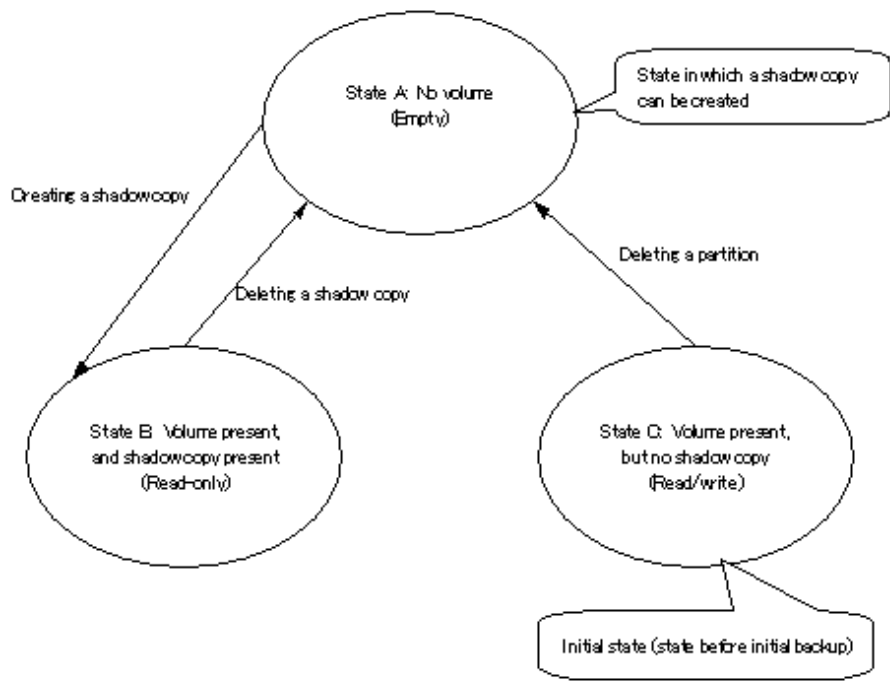 State A: No volume
(Empty)
State in which a shadow copy
can be created
Creating a shadow copy
Deleting a partition
Deleting a shadow copy
State B: Volume present,
and shadow copy present
(Read-only)
State C: Volume present,
but no shadow copy
(Read/write)
Initial state (state before initial backup)